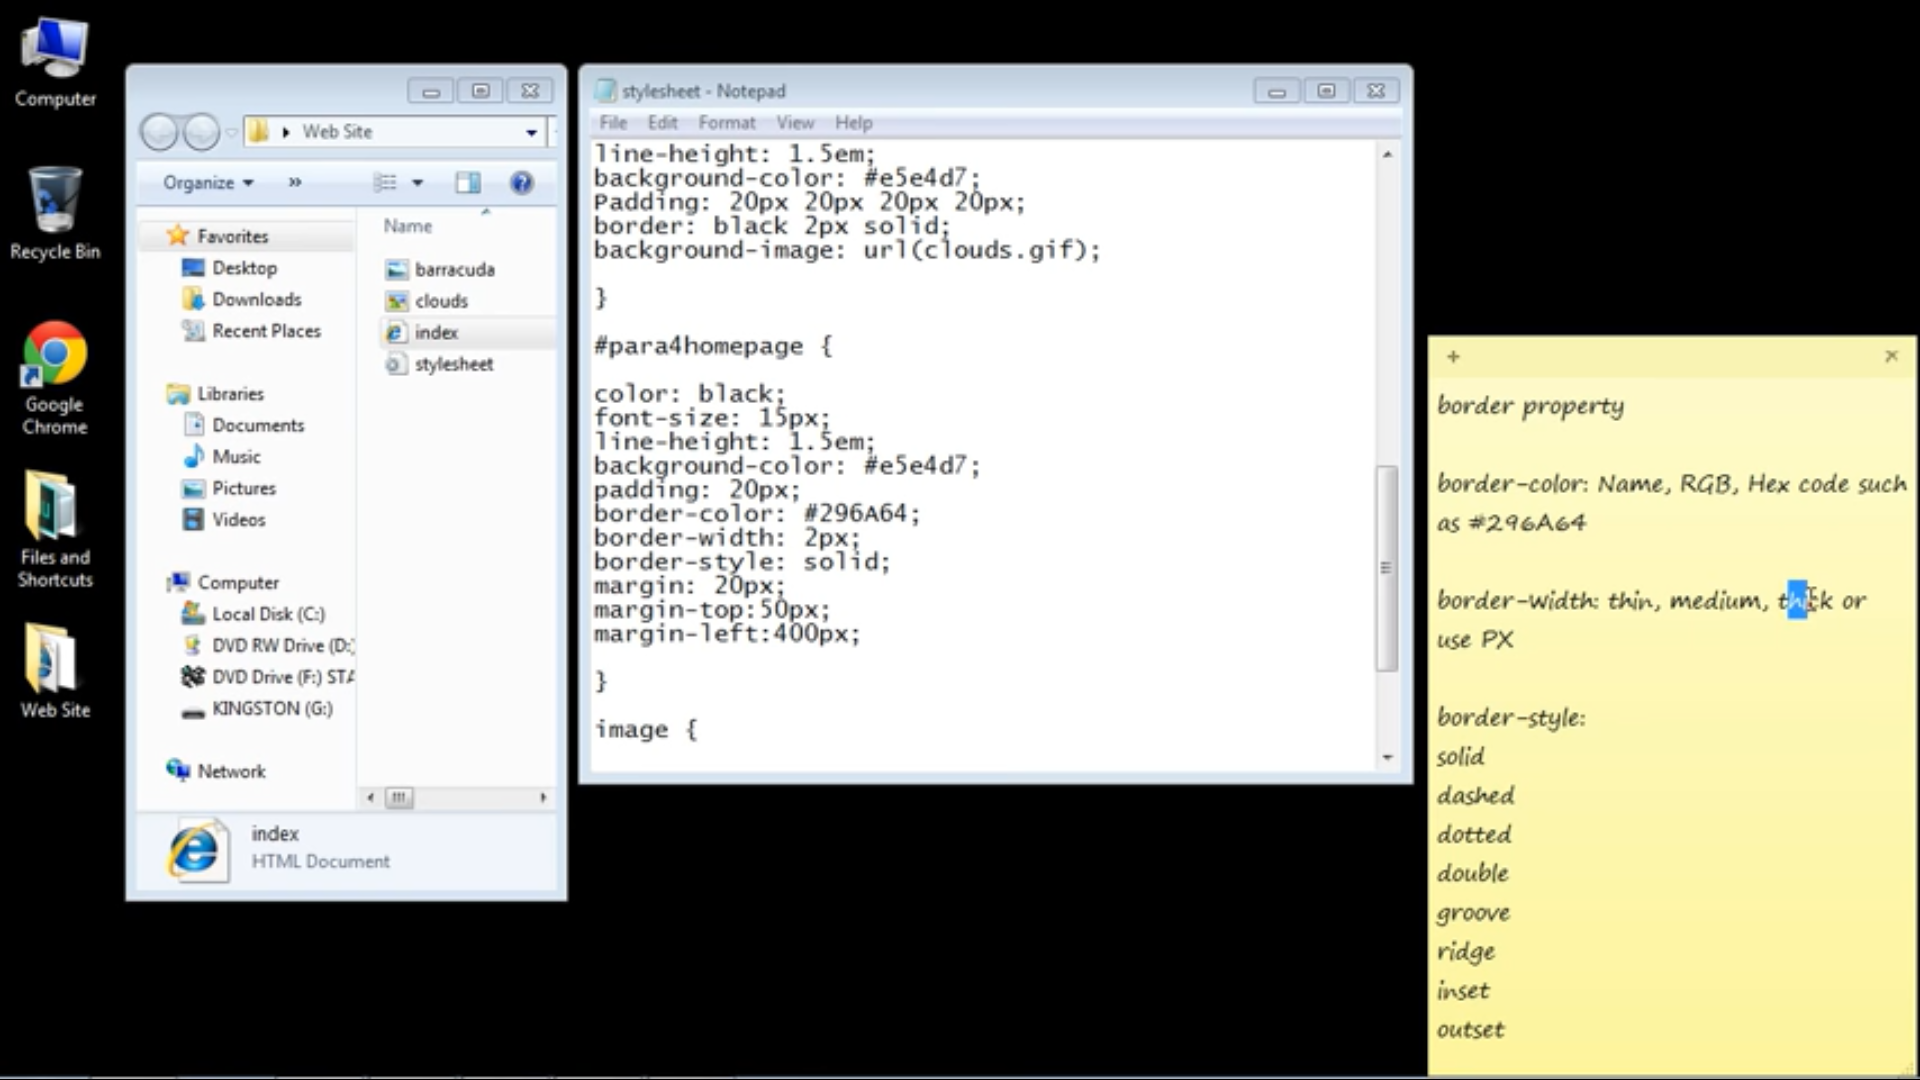 Computer
Recycle Bin
Google
Chrome
Files and
Shortcuts
Web Site
Web Site
Organize
»
Favorites
Desktop
Downloads
Recent Places
Libraries
Documents
Music
Pictures
Videos
Computer
Local Disk (C:)
DVD RW Drive (D:)
DVD Drive (F:) STA
KINGSTON (G:)
Network
Name
barracuda
clouds
index
stylesheet
index
HTML Document
stylesheet - Notepad
File Edit Format View Help
line-height: 1.5em;
background-color: #e5e4d7;
Padding: 20px 20px 20px 20px;
border: black 2px solid;
background-image: url(clouds.gif);
}
#para4homepage {
color: black;
font-size: 15px;
line-height: 1.5em;
background-color: #e5e4d7;
padding: 20px;
border-color: #296A64;
border-width: 2px;
border-style: solid;
margin: 20px;
margin-top:50px;
margin-left:400px;
}
image {
+
border property
border-color: Name, RGB, Hex code such
as #296A64
border-width: thin, medium, thick or
use PX
border-style:
solid
dashed
dotted
double
groove
ridge
inset
outset